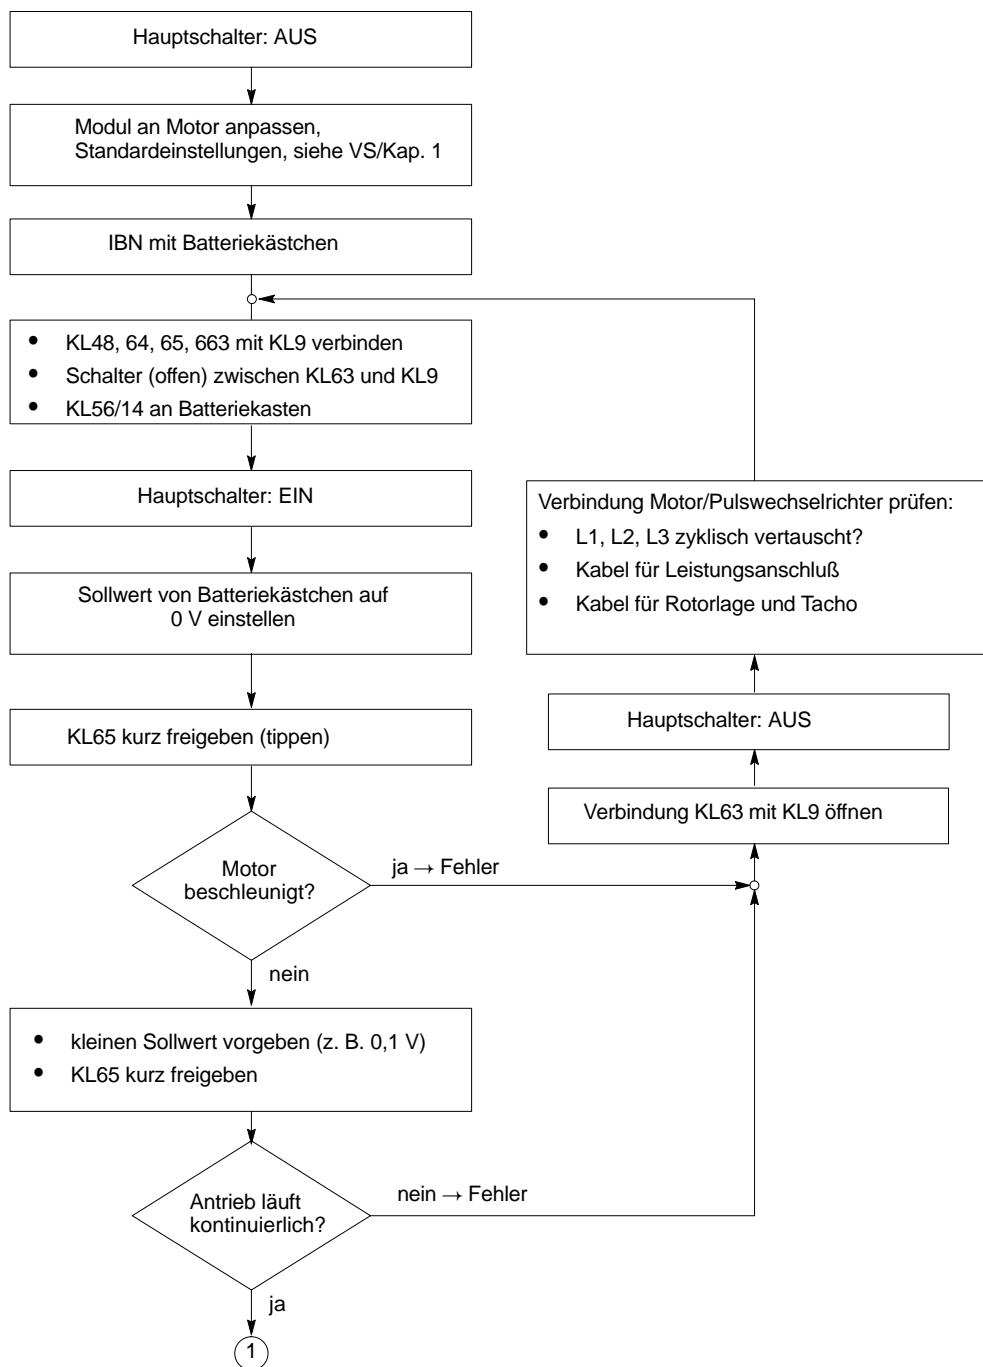 Hauptschalter: AUS
Modul an Motor anpassen,
Standardeinstellungen, siehe VS/Kap. 1
IBN mit Batteriekästchen
• KL48, 64, 65, 663 mit KL9 verbinden
• Schalter (offen) zwischen KL63 und KL9
• KL56/14 an Batteriekasten
Hauptschalter: EIN
Sollwert von Batteriekästchen auf
0 V einstellen
KL65 kurz freigeben (tippen)
Motor
beschleunigt?
ja → Fehler
nein
• kleinen Sollwert vorgeben (z. B. 0,1 V)
• KL65 kurz freigeben
Antrieb läuft
kontinuierlich?
nein → Fehler
ja
1
Verbindung Motor/Pulswechselrichter prüfen:
• L1, L2, L3 zyklisch vertauscht?
• Kabel für Leistungsanschluß
• Kabel für Rotorlage und Tacho
Hauptschalter: AUS
Verbindung KL63 mit KL9 öffnen